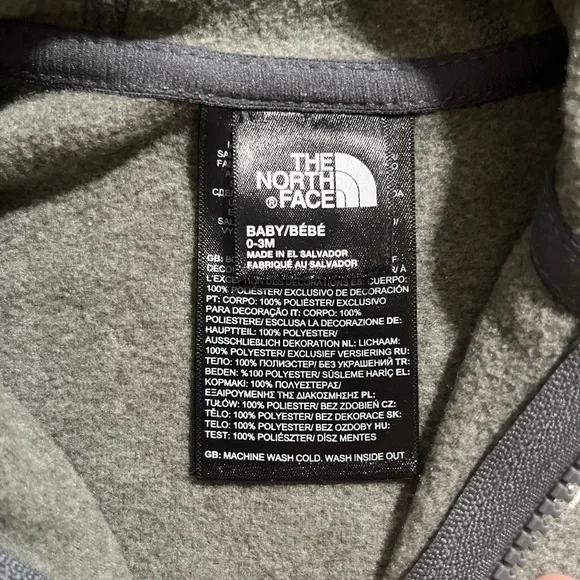 THE
NORTH
FACE®
BABY/BÉBÉ
0-3M
MADE IN EL SALVADOR
FABRIQUÉ AU SALVADOR
GB:
100% POLIESTER/ EXCLUSIVO DE DECORACIÓN
PT: CORPO: 100% POLIÉSTER/ EXCLUSIVO
PARA DECORAÇÃO IT: CORPO: 100%
POLIESTERE/ ESCLUSA LA DECORAZIONE DE:
HAUPTTEIL: 100% POLYESTER/
AUSSCHLIEßLICH DEKORATION NL: LICHAAM:
100% POLYESTER/ EXCLUSIEF VERSIERING RU:
ТЕЛО: 100% ПОЛИЭСТЕР/ БЕЗ УКРАШЕНИЙ TR:
BEDEN: %100 POLYESTER/ SÜSLEME HARİÇ EL:
ΚΟΡΜΑΚΙ: 100% ΠΟΛΥΕΣΤΕΡΑΣ/
ΕΞΑΙΡΟΥΜΕΝΗΣ ΤΗΣ ΔΙΑΚΟΣΜΗΣΗΣ PL:
TUŁÓW: 100% POLYESTER/ BEZ ZDOBIEŃ CZ:
TĚLO: 100% POLYESTER/ BEZ DEKORACE SK:
TELO: 100% POLYESTER/ BEZ OZDOBY HU:
TEST: 100% POLIÉSZTER/ DÍSZ MENTES
GB: MACHINE WASH COLD. WASH INSIDE OUT